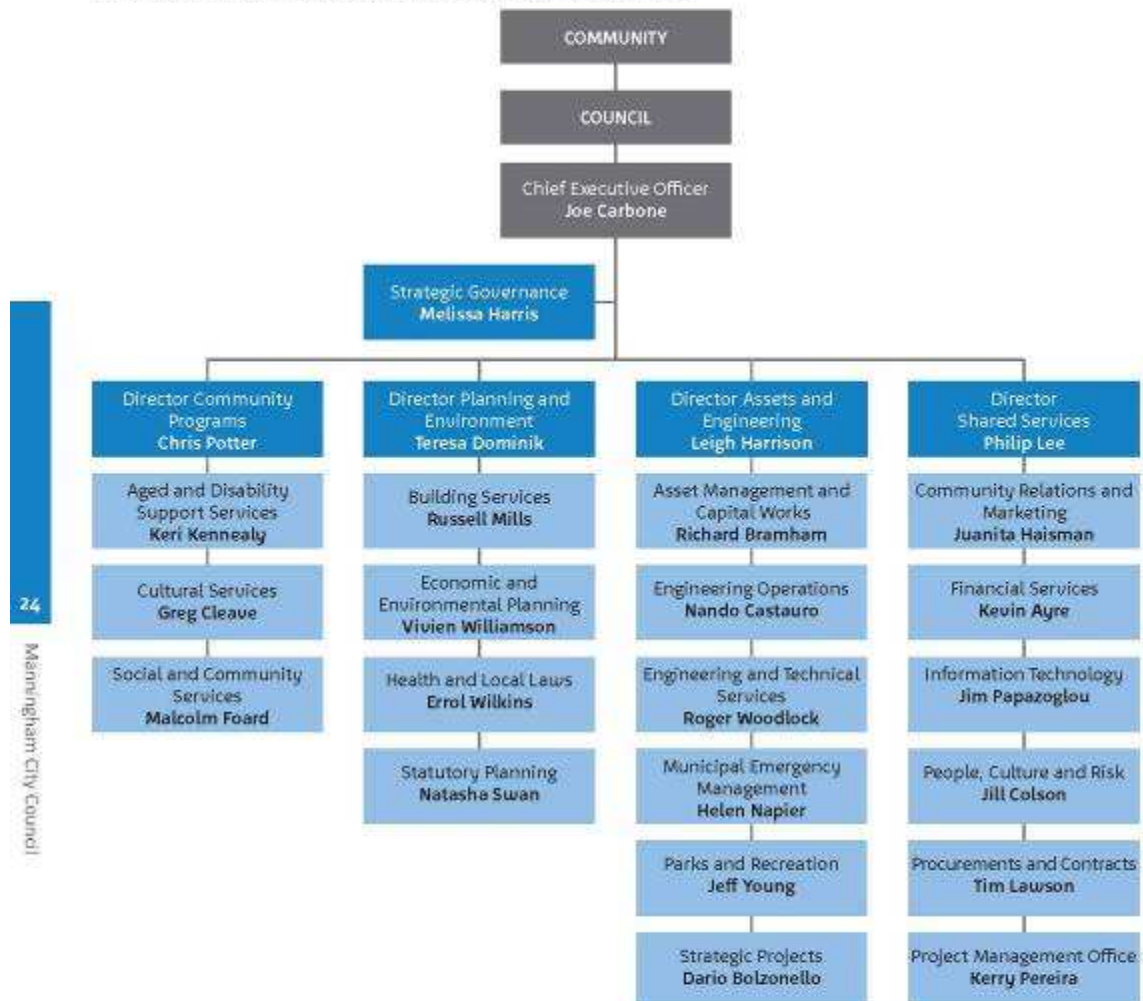 COMMUNITY
COUNCIL
Chief Executive Officer
Joe Carbone
Strategic Governance
Melissa Harris
Director Community
Programs
Chris Potter
Aged and Disability
Support Services
Keri Kennealy
Cultural Services
Greg Cleave
Social and Community
Services
Malcolm Foard
Director Planning and
Environment
Teresa Dominik
Building Services
Russell Mills
Economic and
Environmental Planning
Vivien Williamson
Health and Local Laws
Errol Wilkins
Statutory Planning
Natasha Swan
Director Assets and
Engineering
Leigh Harrison
Asset Management and
Capital Works
Richard Bramham
Engineering Operations
Nando Castauro
Engineering and Technical
Services
Roger Woodlock
Municipal Emergency
Management
Helen Napier
Parks and Recreation
Jeff Young
Strategic Projects
Dario Bolzonello
Director
Shared Services
Philip Lee
Community Relations and
Marketing
Juanita Haisman
Financial Services
Kevin Ayre
Information Technology
Jim Papazoglou
People, Culture and Risk
Jill Colson
Procurements and Contracts
Tim Lawson
Project Management Office
Kerry Pereira
24
Manningham City Council